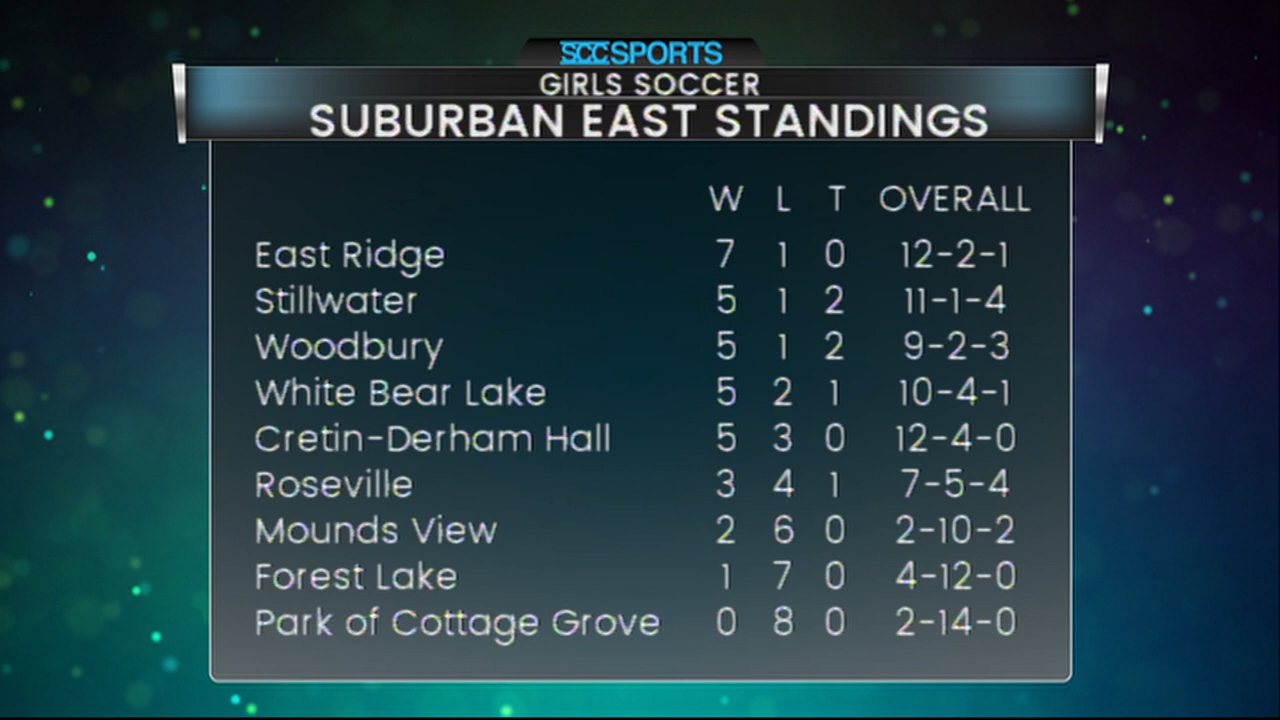 SCCSPORTS
GIRLS SOCCER
SUBURBAN EAST STANDINGS
W L T OVERALL
East Ridge 7 1 0 12-2-1
Stillwater 5 1 2 11-1-4
Woodbury 5 1 2 9-2-3
White Bear Lake 5 2 1 10-4-1
Cretin-Derham Hall 5 3 0 12-4-0
Roseville 3 4 1 7-5-4
Mounds View 2 6 0 2-10-2
Forest Lake 1 7 0 4-12-0
Park of Cottage Grove 0 8 0 2-14-0